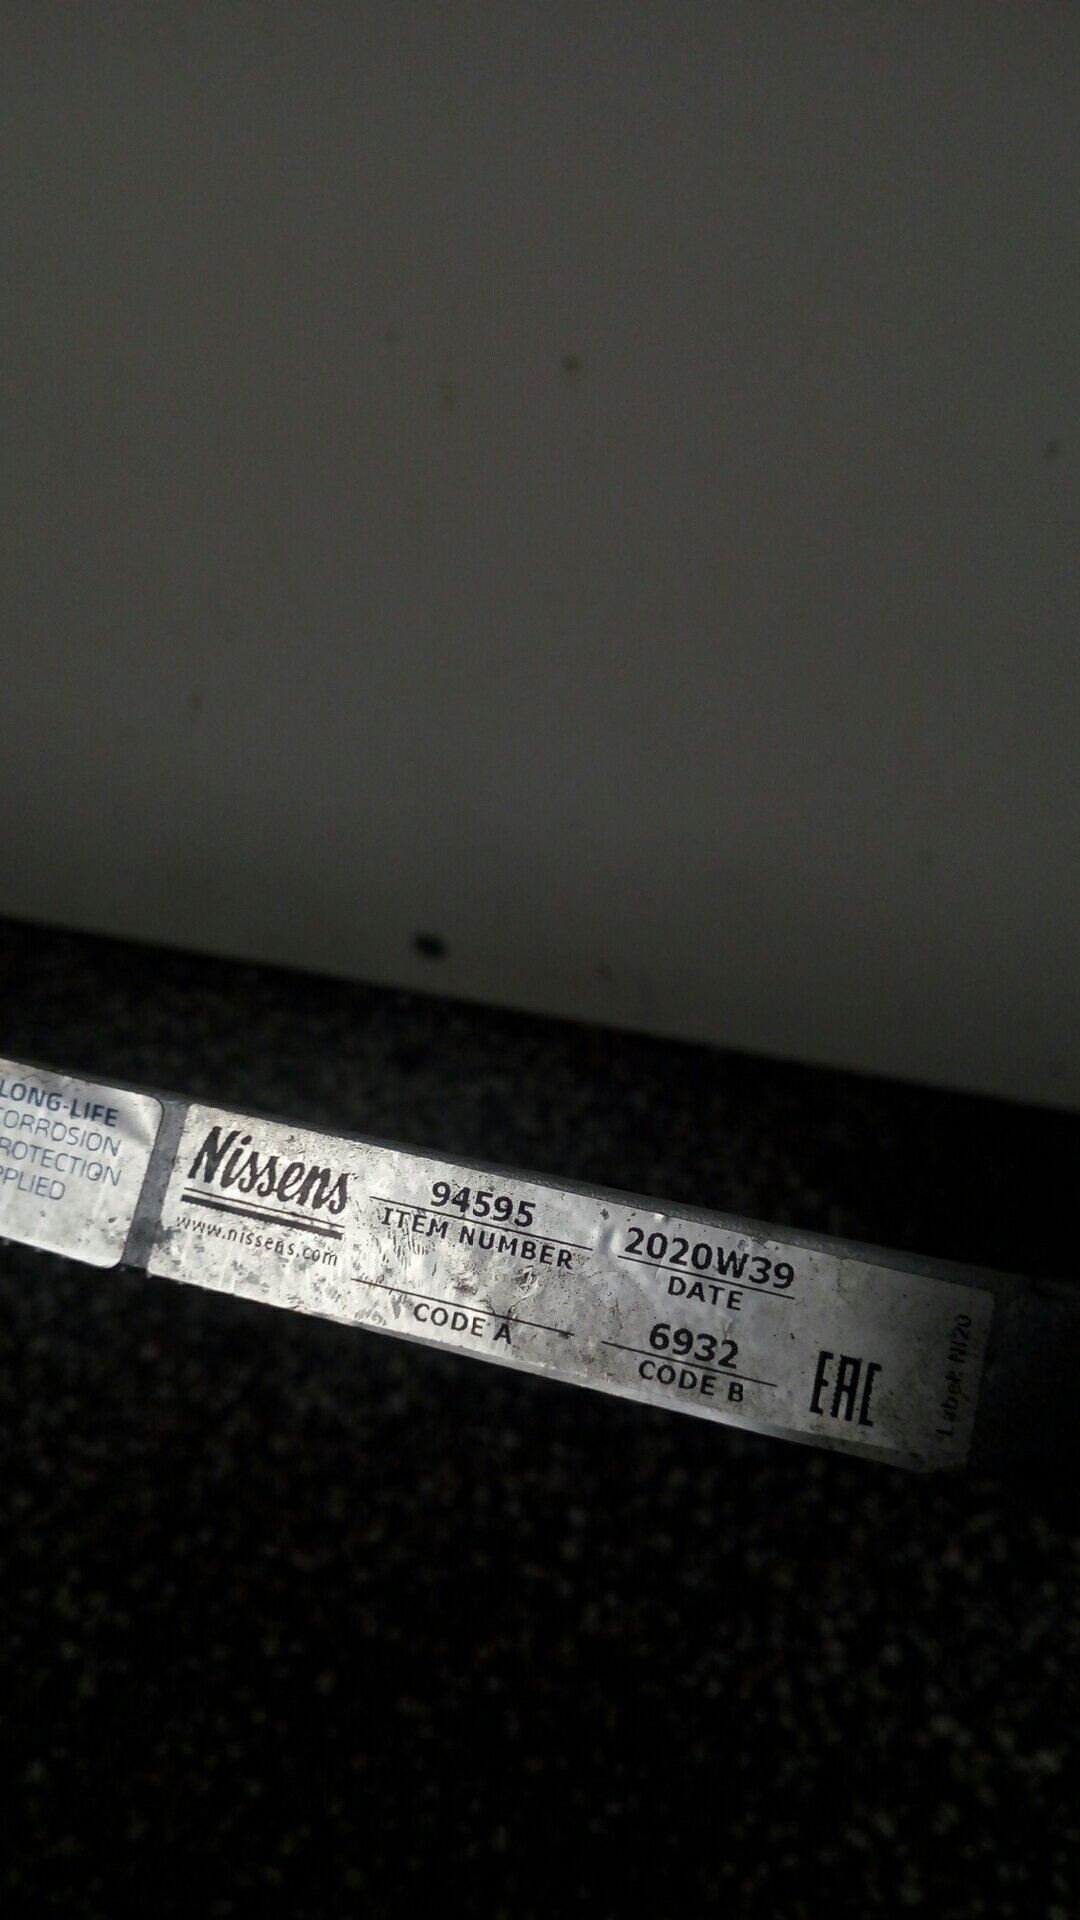 LONG-LIFE
CORROSION
ROTECTION
PPLIED
Nissens
www.nissens.com
94595
ITEM NUMBER
2020W39
DATE
CODE A
6932
CODE B
EAC
Label: NI20